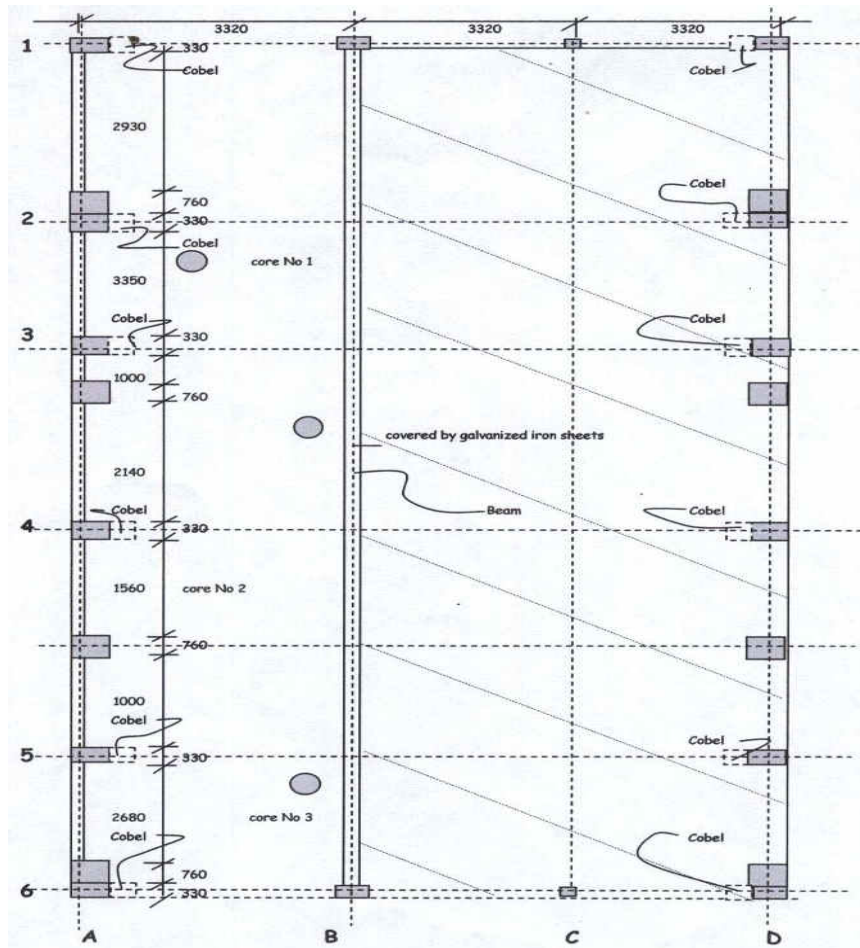 3320 3320 3320
1 330
Cobel Cobel
2930
Cobel
760
2 330
Cobel
core No 1
3350
Cobel Cobel
3 330
1000
760
covered by galvanized iron sheets
2140
Cobel Beam Cobel
4 330
1560 core No 2
760
1000
Cobel
Cobel
5 330
2680 core No 3
Cobel Cobel
760
6 330
A B C D